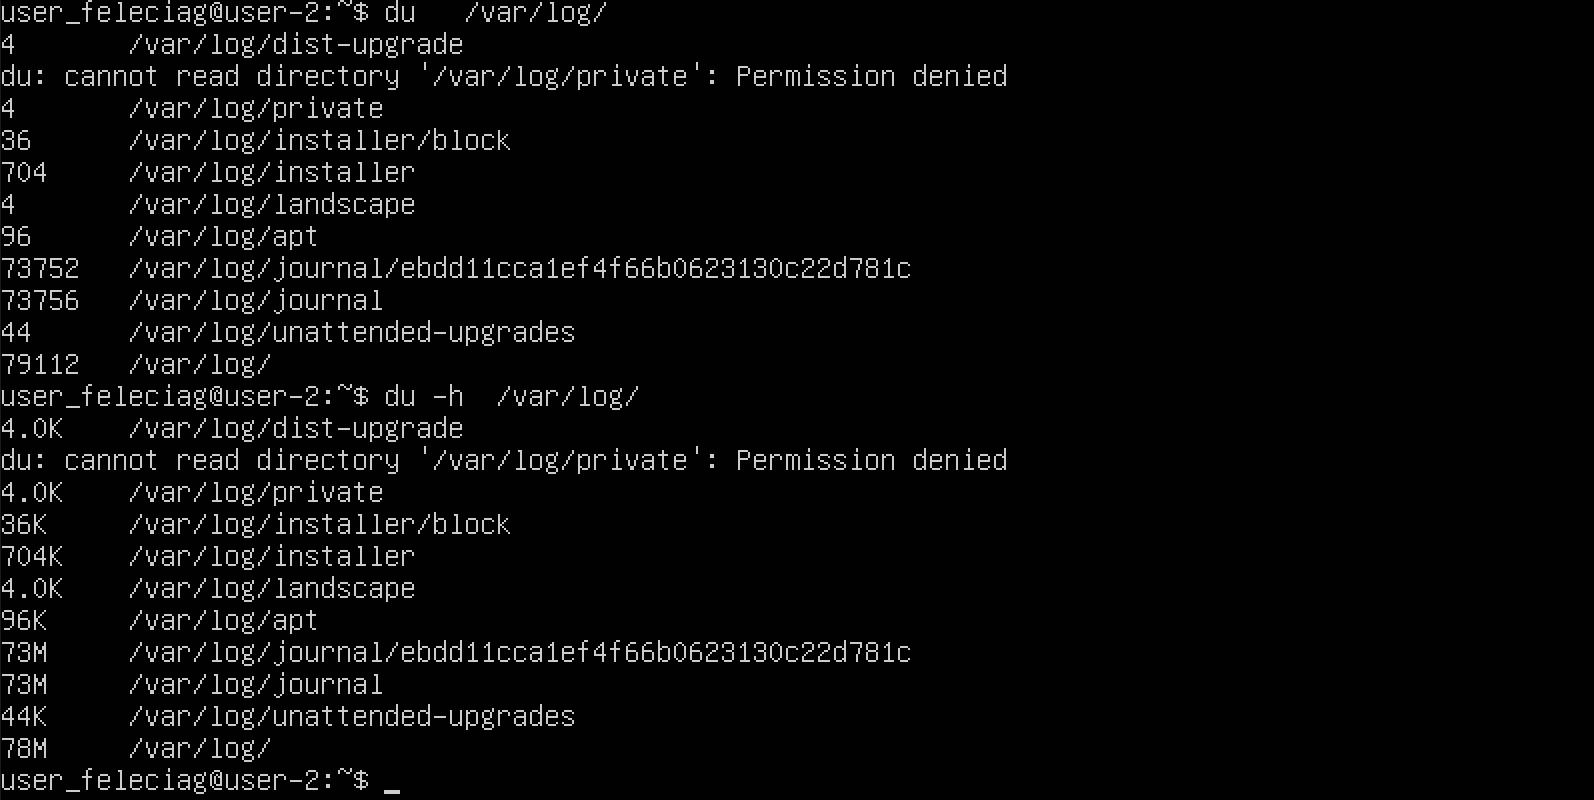 user_feleciag@user-2:~$ du   /var/log/
4       /var/log/dist-upgrade
du: cannot read directory '/var/log/private': Permission denied
4       /var/log/private
36      /var/log/installer/block
704     /var/log/installer
4       /var/log/landscape
96      /var/log/apt
73752   /var/log/journal/ebdd11cca1ef4f66b0623130c22d781c
73756   /var/log/journal
44      /var/log/unattended-upgrades
79112   /var/log/
user_feleciag@user-2:~$ du -h  /var/log/
4.0K    /var/log/dist-upgrade
du: cannot read directory '/var/log/private': Permission denied
4.0K    /var/log/private
36K     /var/log/installer/block
704K    /var/log/installer
4.0K    /var/log/landscape
96K     /var/log/apt
73M     /var/log/journal/ebdd11cca1ef4f66b0623130c22d781c
73M     /var/log/journal
44K     /var/log/unattended-upgrades
78M     /var/log/
user_feleciag@user-2:~$ _